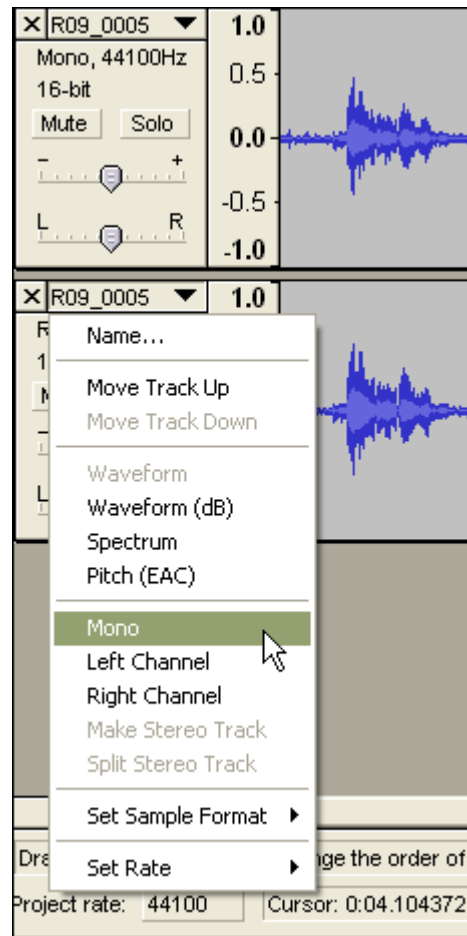 R09_0005
1.0
Mono, 44100Hz
0.5
16-bit
Mute Solo
0.0
- +
-0.5
L R
-1.0
R09_0005
1.0
Name...
Move Track Up
Move Track Down
Waveform
Waveform (dB)
Spectrum
Pitch (EAC)
Mono
Left Channel
Right Channel
Make Stereo Track
Split Stereo Track
Set Sample Format
Set Rate
nge the order of
Project rate: 44100 Cursor: 0:04.104372